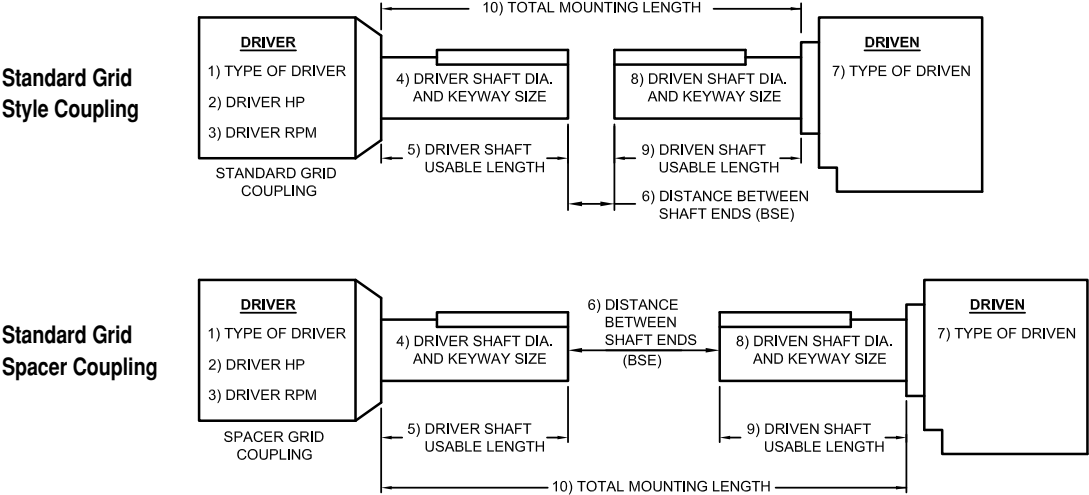 10) TOTAL MOUNTING LENGTH
Standard Grid
Style Coupling
DRIVER
1) TYPE OF DRIVER
2) DRIVER HP
3) DRIVER RPM
STANDARD GRID
COUPLING
4) DRIVER SHAFT DIA.
AND KEYWAY SIZE
5) DRIVER SHAFT
USABLE LENGTH
8) DRIVEN SHAFT DIA.
AND KEYWAY SIZE
9) DRIVEN SHAFT
USABLE LENGTH
6) DISTANCE BETWEEN
SHAFT ENDS (BSE)
DRIVEN
7) TYPE OF DRIVEN
Standard Grid
Spacer Coupling
DRIVER
1) TYPE OF DRIVER
2) DRIVER HP
3) DRIVER RPM
SPACER GRID
COUPLING
4) DRIVER SHAFT DIA.
AND KEYWAY SIZE
5) DRIVER SHAFT
USABLE LENGTH
6) DISTANCE
BETWEEN
SHAFT ENDS
(BSE)
8) DRIVEN SHAFT DIA.
AND KEYWAY SIZE
9) DRIVEN SHAFT
USABLE LENGTH
DRIVEN
7) TYPE OF DRIVEN
10) TOTAL MOUNTING LENGTH